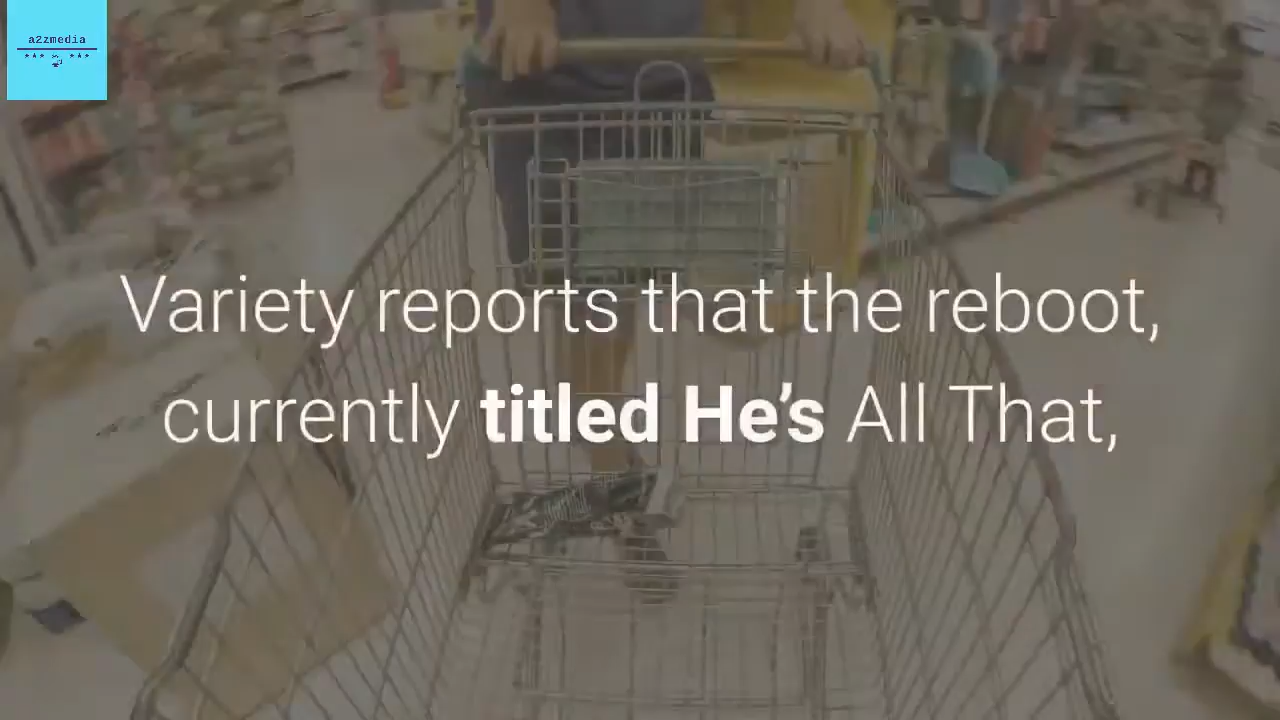 a2zmedia
*** ***
Variety reports that the reboot,
currently titled He’s All That,